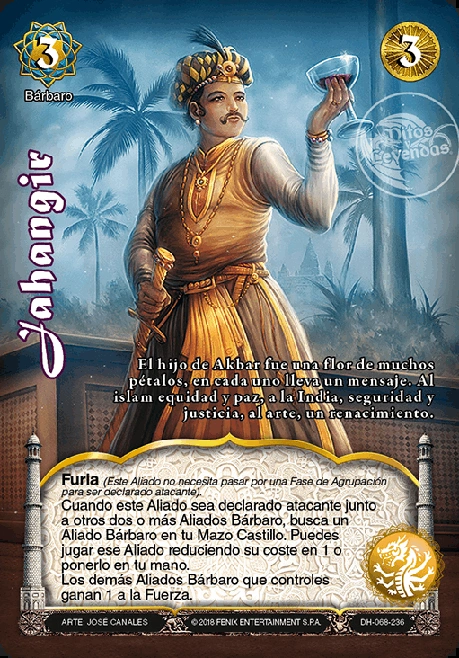 3
3
Bárbaro
Mitos
y
Leyendas
Jahangir
El hijo de Akbar fue una flor de muchos
pétalos, en cada uno lleva un mensaje. Al
islam equidad y paz, a la India, seguridad y
justicia, al arte, un renacimiento.
Furia (Este Aliado no necesita pasar por una Fase de Agrupación
para ser declarado atacante).
Cuando este Aliado sea declarado atacante junto
a otros dos o más Aliados Bárbaro, busca un
Aliado Bárbaro en tu Mazo Castillo. Puedes
jugar ese Aliado reduciendo su coste en 1 o
ponerlo en tu mano.
Los demás Aliados Bárbaro que controles
ganan 1 a la Fuerza.
ARTE JOSE CANALES ©2018 FENIX ENTERTAINMENT S.P.A. DH-068-236